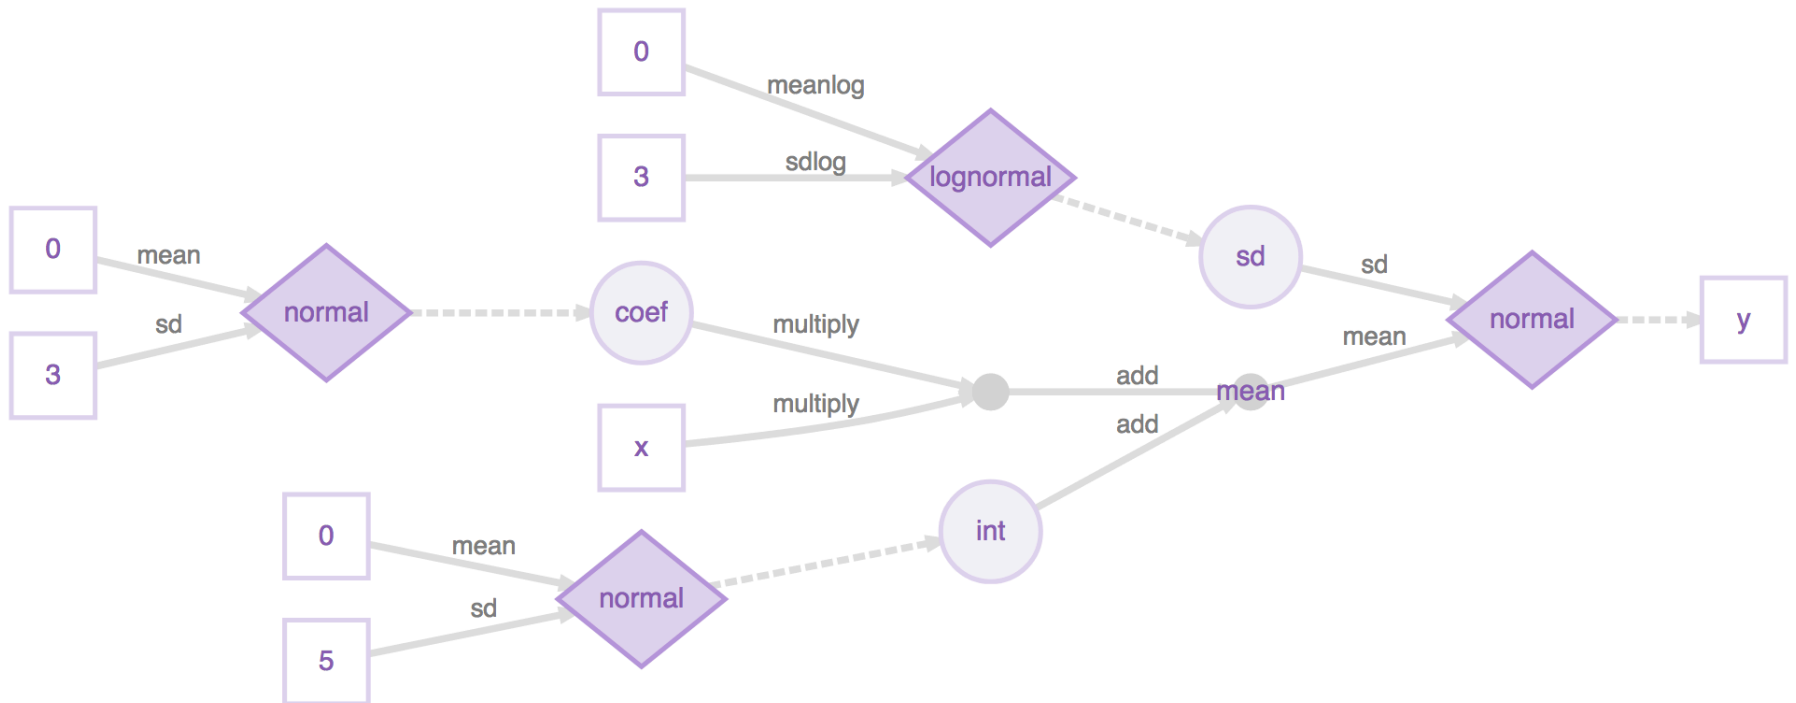 0
meanlog
3
sdlog
lognormal
0
mean
3
sd
normal
coef
multiply
x
multiply
add
mean
add
sd
sd
mean
normal
y
0
mean
5
sd
normal
int